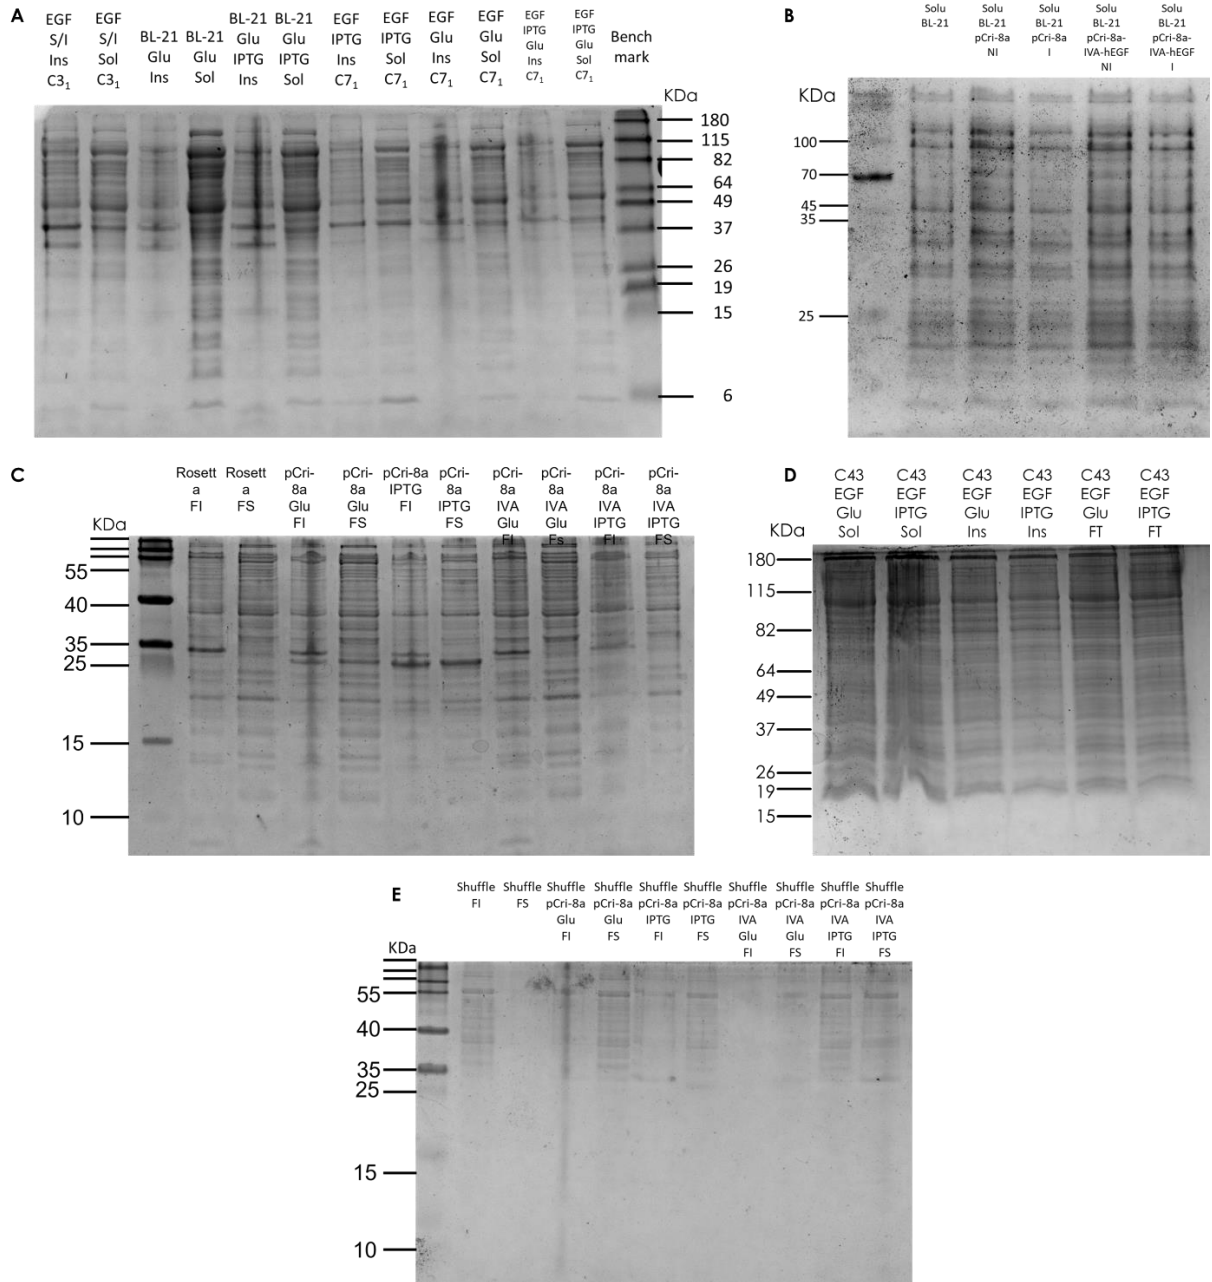 A
EGF
S/I
Ins
C3₁
EGF
S/I
Sol
C3₁
BL-21
Glu
Ins
BL-21
Glu
Sol
BL-21
Glu
IPTG
Ins
BL-21
Glu
IPTG
Sol
EGF
IPTG
Ins
C7₁
EGF
IPTG
Sol
C7₁
EGF
Glu
Ins
C7₁
EGF
Glu
Sol
C7₁
EGF
IPTG
Glu
Ins
C7₁
EGF
IPTG
Glu
Sol
C7₁
Bench
mark
KDa
180
115
82
64
49
37
26
19
15
6
B
Solu
BL-21
Solu
BL-21
pCri-8a
NI
Solu
BL-21
pCri-8a
I
Solu
BL-21
pCri-8a-
IVA-hEGF
NI
Solu
BL-21
pCri-8a-
IVA-hEGF
I
KDa
100
70
45
35
25
C
Rosett
a
FI
Rosett
a
FS
pCri-
8a
Glu
FI
pCri-
8a
Glu
FS
pCri-8a
IPTG
FI
pCri-
8a
IPTG
FS
pCri-
8a
IVA
Glu
FI
pCri-
8a
IVA
Glu
Fs
pCri-
8a
IVA
IPTG
FI
pCri-
8a
IVA
IPTG
FS
KDa
55
40
35
25
15
10
D
C43
EGF
Glu
Sol
C43
EGF
IPTG
Sol
C43
EGF
Glu
Ins
C43
EGF
IPTG
Ins
C43
EGF
Glu
FT
C43
EGF
IPTG
FT
KDa
180
115
82
64
49
37
26
19
15
E
Shuffle
FI
Shuffle
FS
Shuffle
pCri-8a
Glu
FI
Shuffle
pCri-8a
Glu
FS
Shuffle
pCri-8a
IPTG
FI
Shuffle
pCri-8a
IPTG
FS
Shuffle
pCri-8a
IVA
Glu
FI
Shuffle
pCri-8a
IVA
Glu
FS
Shuffle
pCri-8a
IVA
IPTG
FI
Shuffle
pCri-8a
IVA
IPTG
FS
KDa
55
40
35
25
15
10